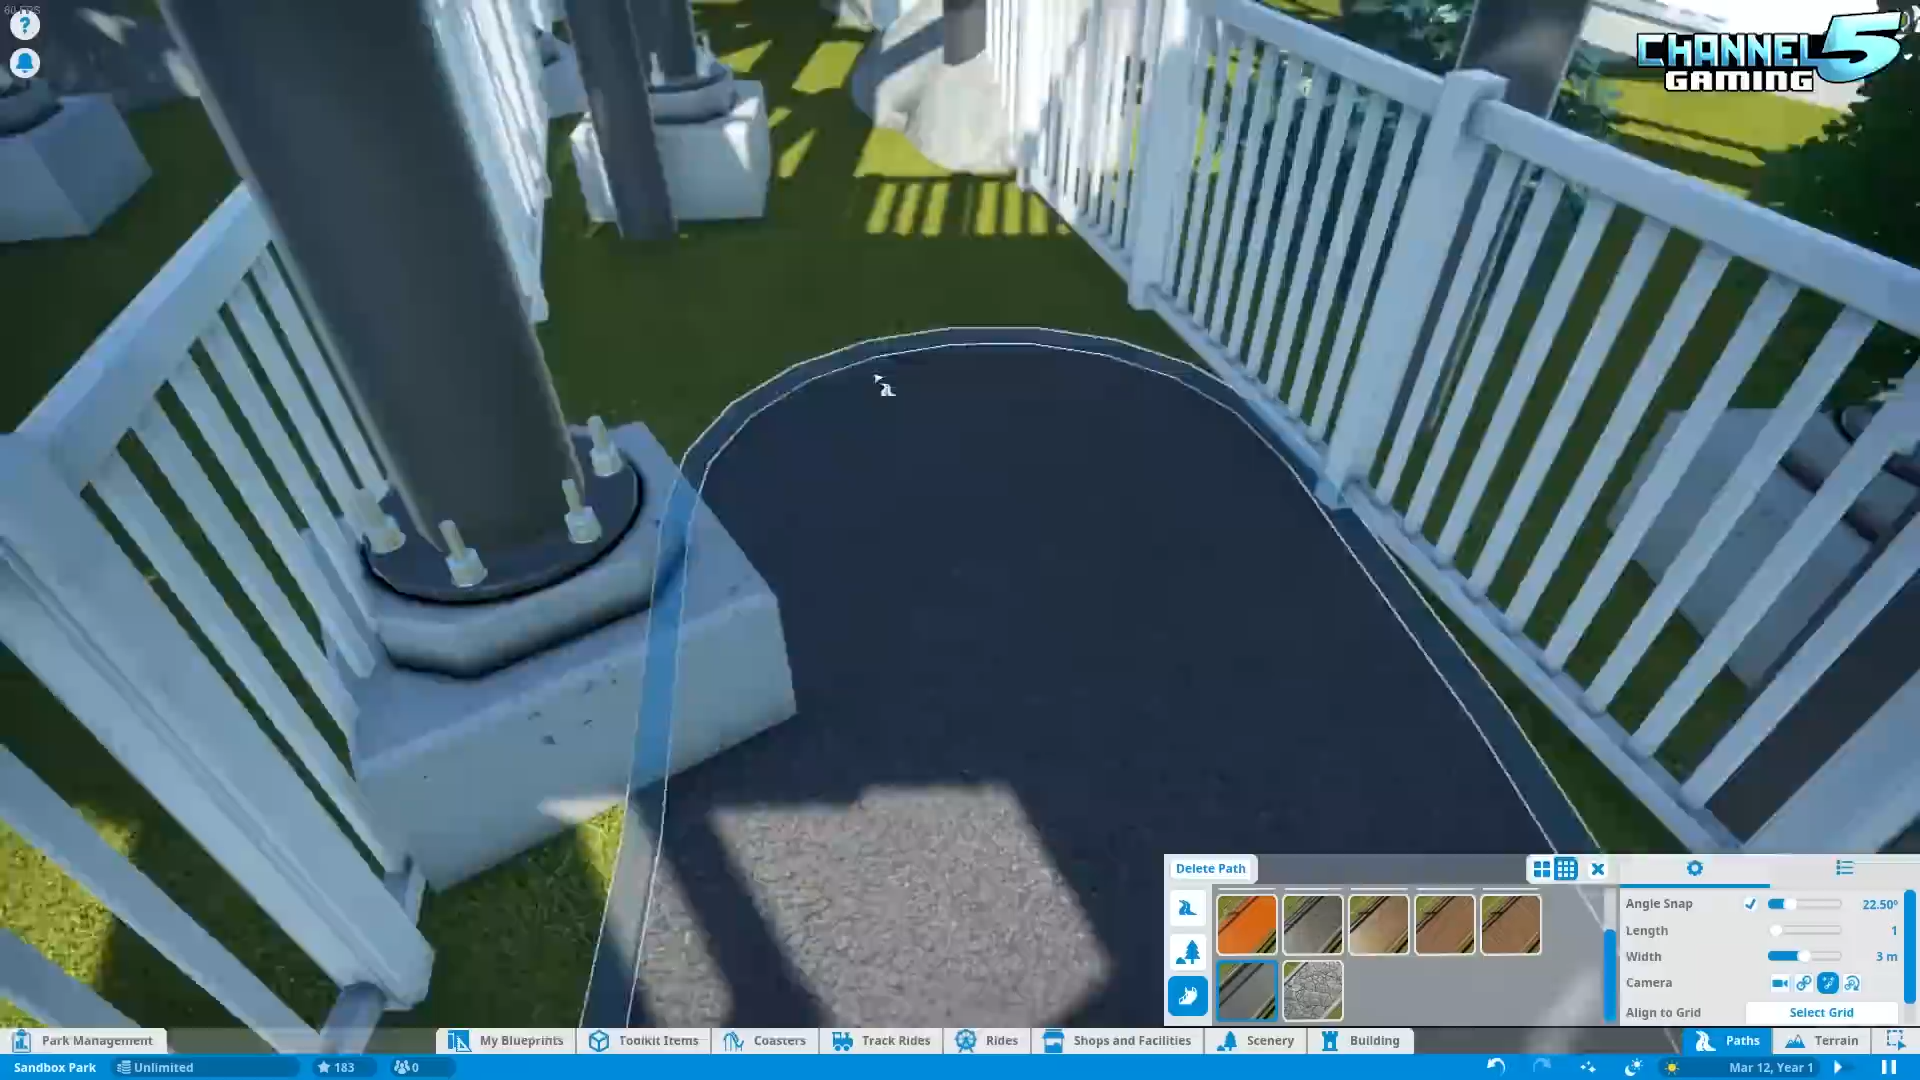 60 FPS
?
CHANNEL 5
GAMING
Delete Path
Angle Snap 22.50°
Length 1
Width 3 m
Camera
Align to Grid Select Grid
Park Management My Blueprints Toolkit Items Coasters Track Rides Rides Shops and Facilities Scenery Building Paths Terrain
Sandbox Park Unlimited 183 0 Mar 12, Year 1